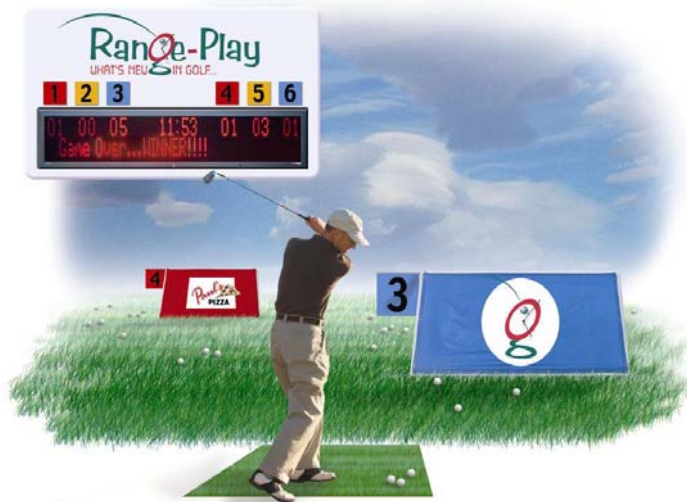 Range-Play
WHAT'S NEW IN GOLF...
1 2 3 4 5 6
01 00 05 11:53 01 03 01
Game Over...WINNER!!!!
4
Paul's
PIZZA
3